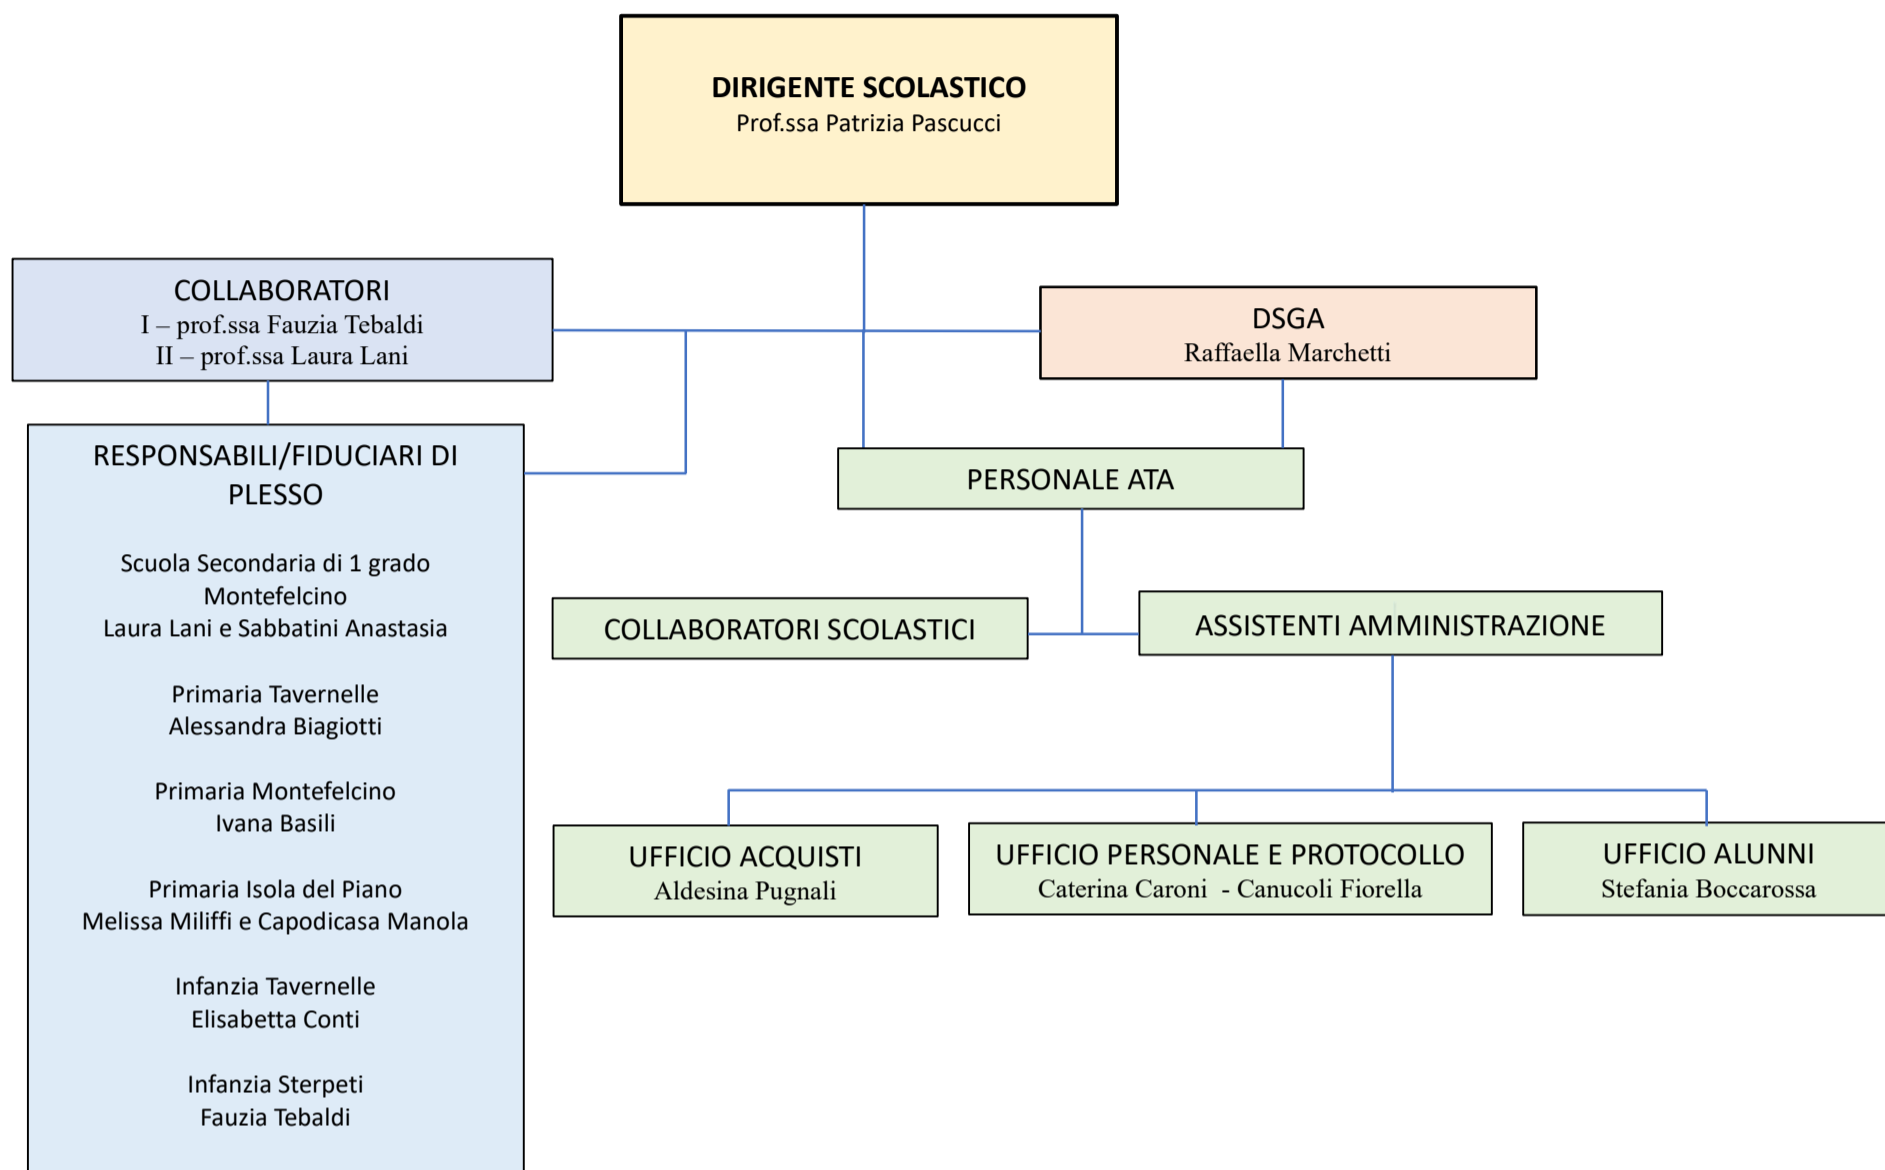 DIRIGENTE SCOLASTICO
Prof.ssa Patrizia Pascucci
COLLABORATORI
I – prof.ssa Fauzia Tebaldi
II – prof.ssa Laura Lani
DSGA
Raffaella Marchetti
RESPONSABILI/FIDUCIARI DI
PLESSO
Scuola Secondaria di 1 grado
Montefelcino
Laura Lani e Sabbatini Anastasia
Primaria Tavernelle
Alessandra Biagiotti
Primaria Montefelcino
Ivana Basili
Primaria Isola del Piano
Melissa Miliffi e Capodicasa Manola
Infanzia Tavernelle
Elisabetta Conti
Infanzia Sterpeti
Fauzia Tebaldi
PERSONALE ATA
COLLABORATORI SCOLASTICI
ASSISTENTI AMMINISTRAZIONE
UFFICIO ACQUISTI
Aldesina Pugnali
UFFICIO PERSONALE E PROTOCOLLO
Caterina Caroni  - Canucoli Fiorella
UFFICIO ALUNNI
Stefania Boccarossa